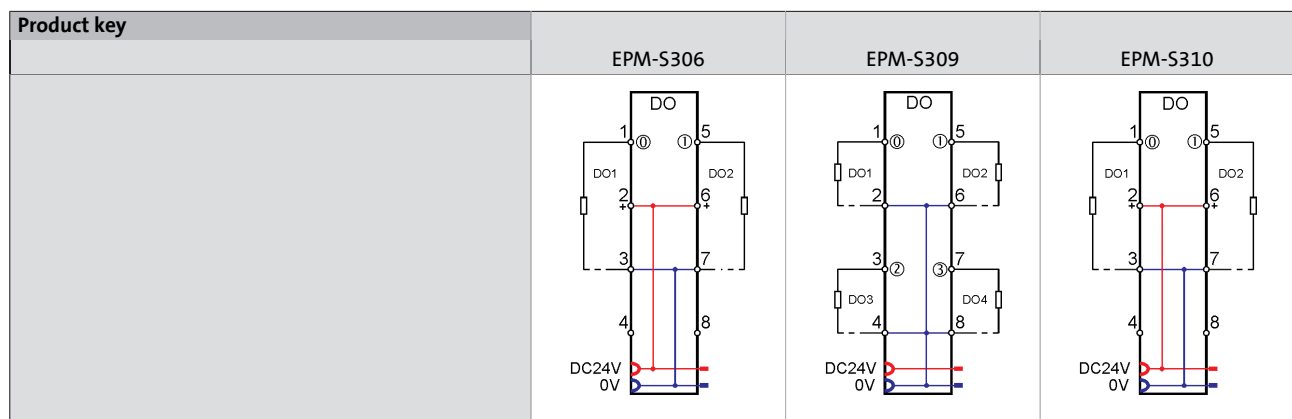 Product key
EPM-S306 EPM-S309 EPM-S310
DO
1 5
⓪ ①
DO1 DO2
2 6
+ +
3 7
4 8
DC24V
0V
DO
1 5
⓪ ①
DO1 DO2
2 6
3 7
② ③
DO3 DO4
4 8
DC24V
0V
DO
1 5
⓪ ①
DO1 DO2
2 6
+ +
3 7
4 8
DC24V
0V